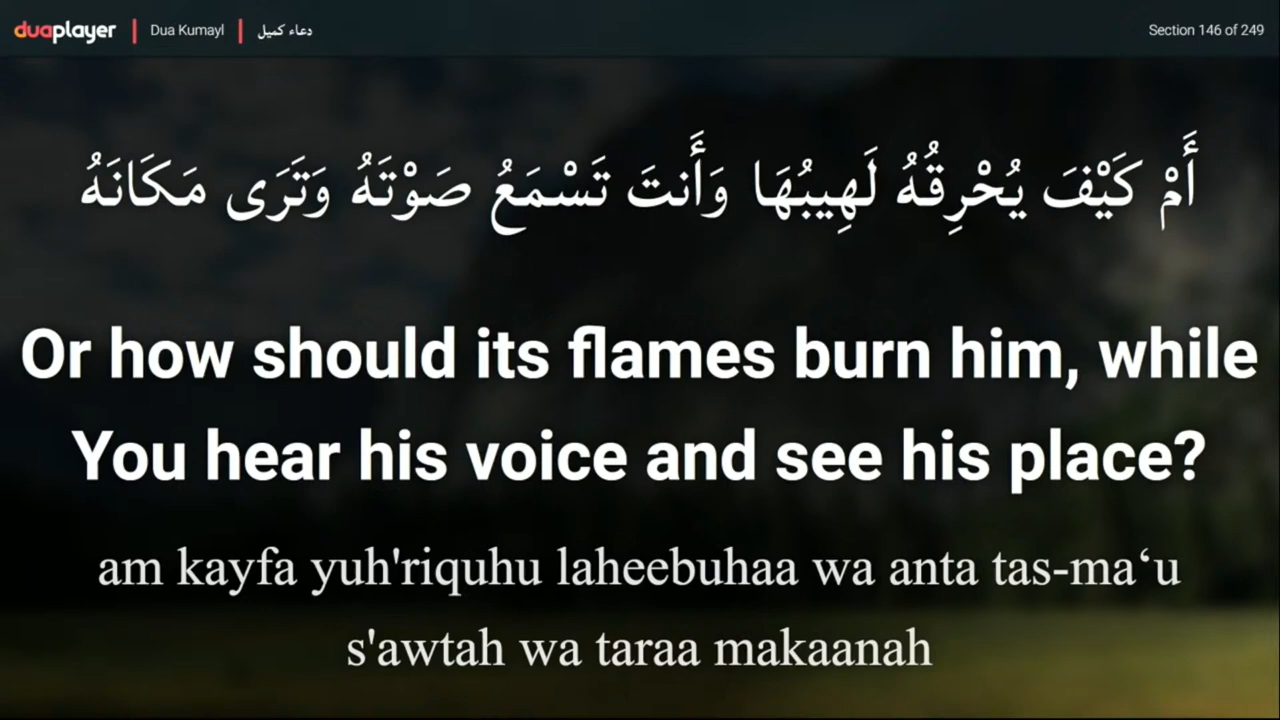 duaplayer | Dua Kumayl | دعاء كميل
Section 146 of 249
أَمْ كَيْفَ يُحْرِقُهُ لَهِيبُهَا وَأَنتَ تَسْمَعُ صَوْتَهُ وَتَرَى مَكَانَهُ
Or how should its flames burn him, while
You hear his voice and see his place?
am kayfa yuh'riquhu laheebuhaa wa anta tas-ma‘u
s'awtah wa taraa makaanah